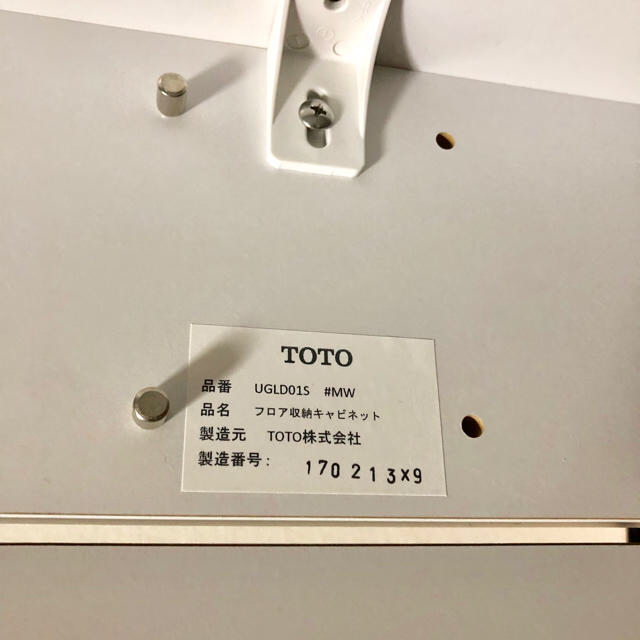 TOTO
品番 UGLD01S #MW
品名 フロア収納キャビネット
製造元 TOTO株式会社
製造番号: 170213X9